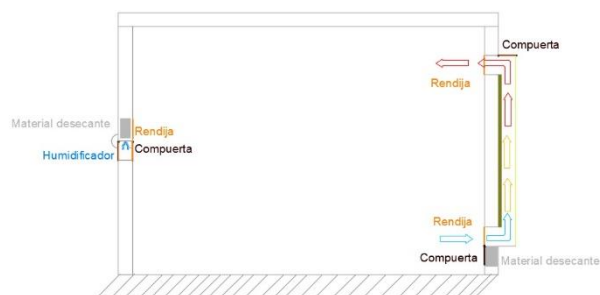 Compuerta
Rendija
Material desecante
Rendija
Compuerta
Humidificador
Rendija
Compuerta
Material desecante